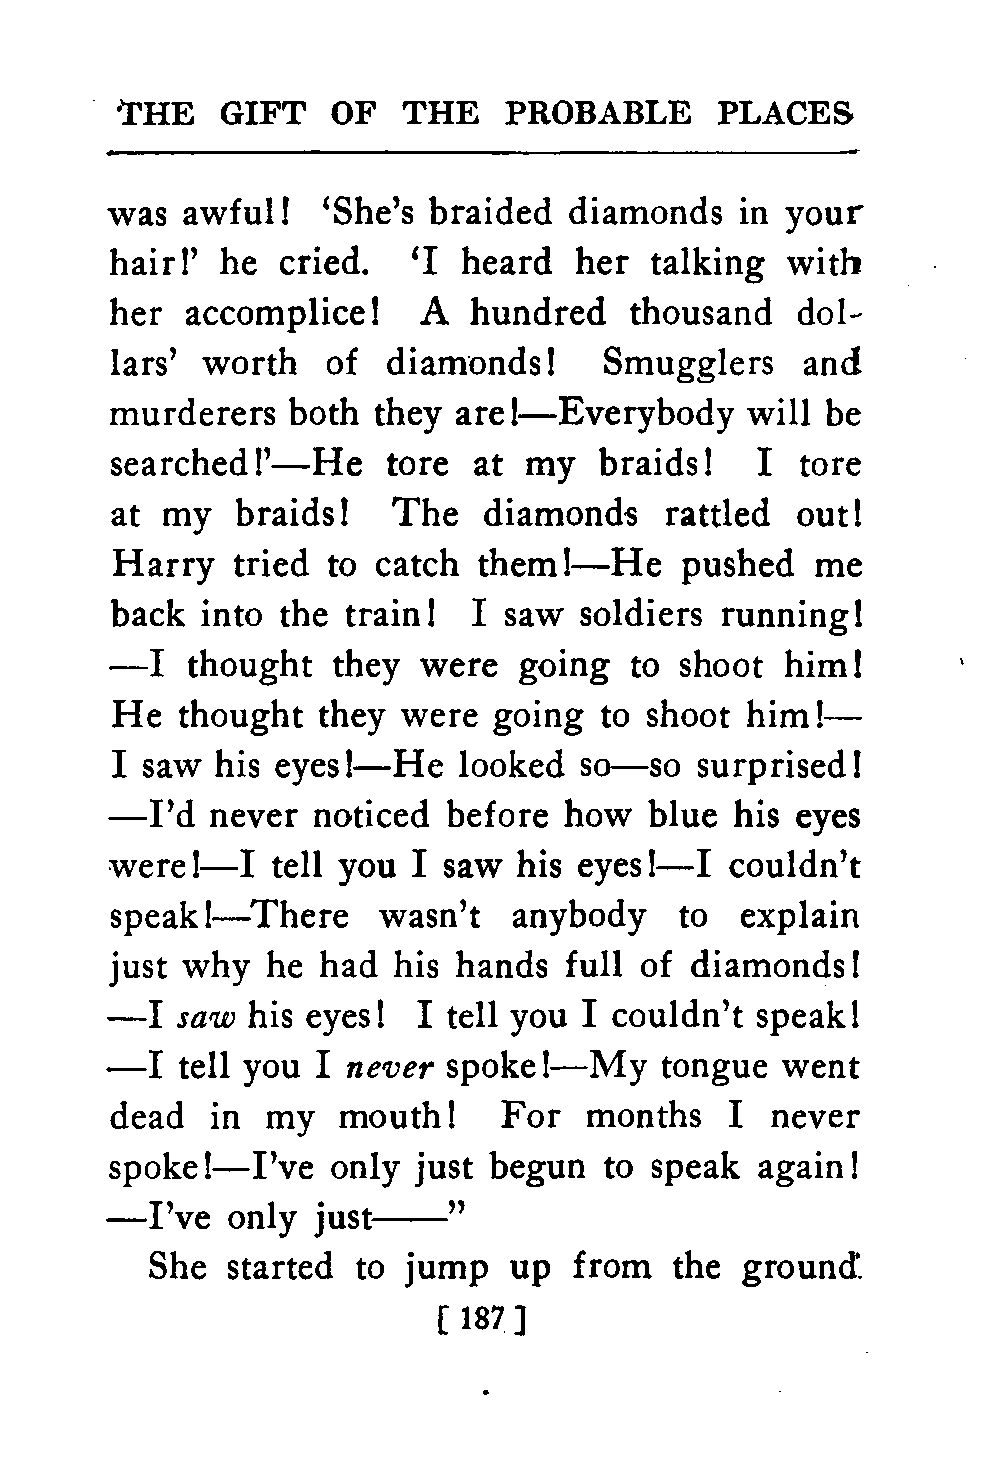 THE GIFT OF THE PROBABLE PLACES
was awful! ‘She’s braided diamonds in your
hair!’ he cried. ‘I heard her talking with
her accomplice! A hundred thousand dol-
lars’ worth of diamonds! Smugglers and
murderers both they are!—Everybody will be
searched!’—He tore at my braids! I tore
at my braids! The diamonds rattled out!
Harry tried to catch them!—He pushed me
back into the train! I saw soldiers running!
—I thought they were going to shoot him!
He thought they were going to shoot him!—
I saw his eyes!—He looked so—so surprised!
—I’d never noticed before how blue his eyes
were!—I tell you I saw his eyes!—I couldn’t
speak!—There wasn’t anybody to explain
just why he had his hands full of diamonds!
—I saw his eyes! I tell you I couldn’t speak!
—I tell you I never spoke!—My tongue went
dead in my mouth! For months I never
spoke!—I’ve only just begun to speak again!
—I’ve only just——”
She started to jump up from the ground
[ 187 ]